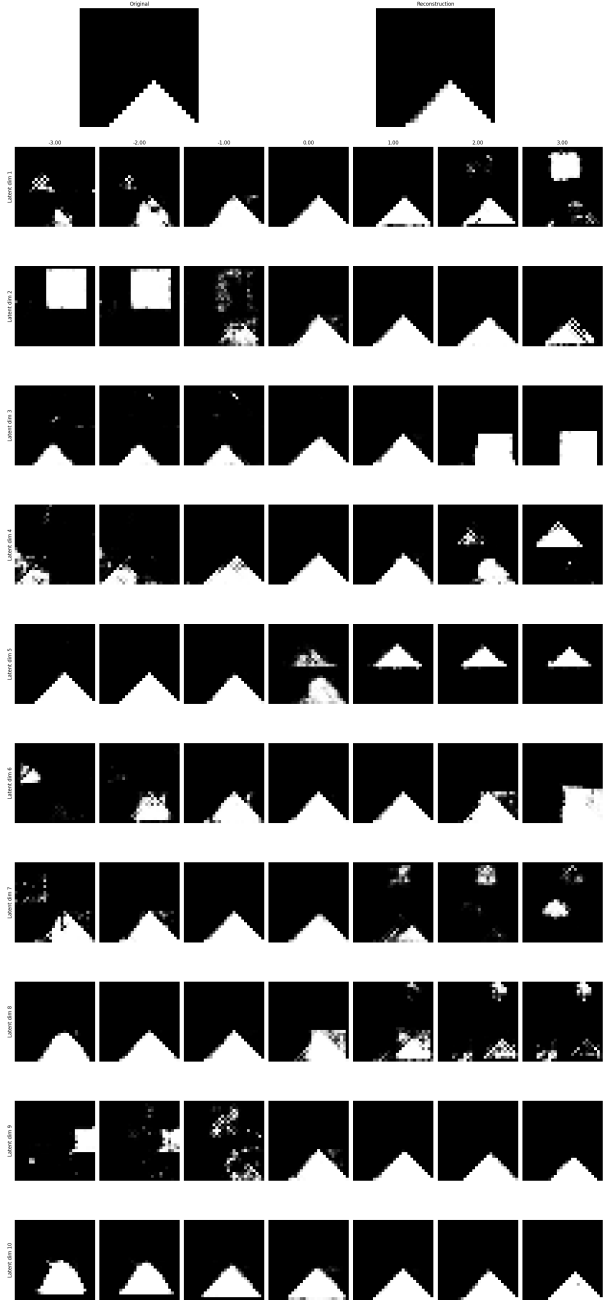 Original
Reconstruction
-3.00 -2.00 -1.00 0.00 1.00 2.00 3.00
Latent dim 1
Latent dim 2
Latent dim 3
Latent dim 4
Latent dim 5
Latent dim 6
Latent dim 7
Latent dim 8
Latent dim 9
Latent dim 10